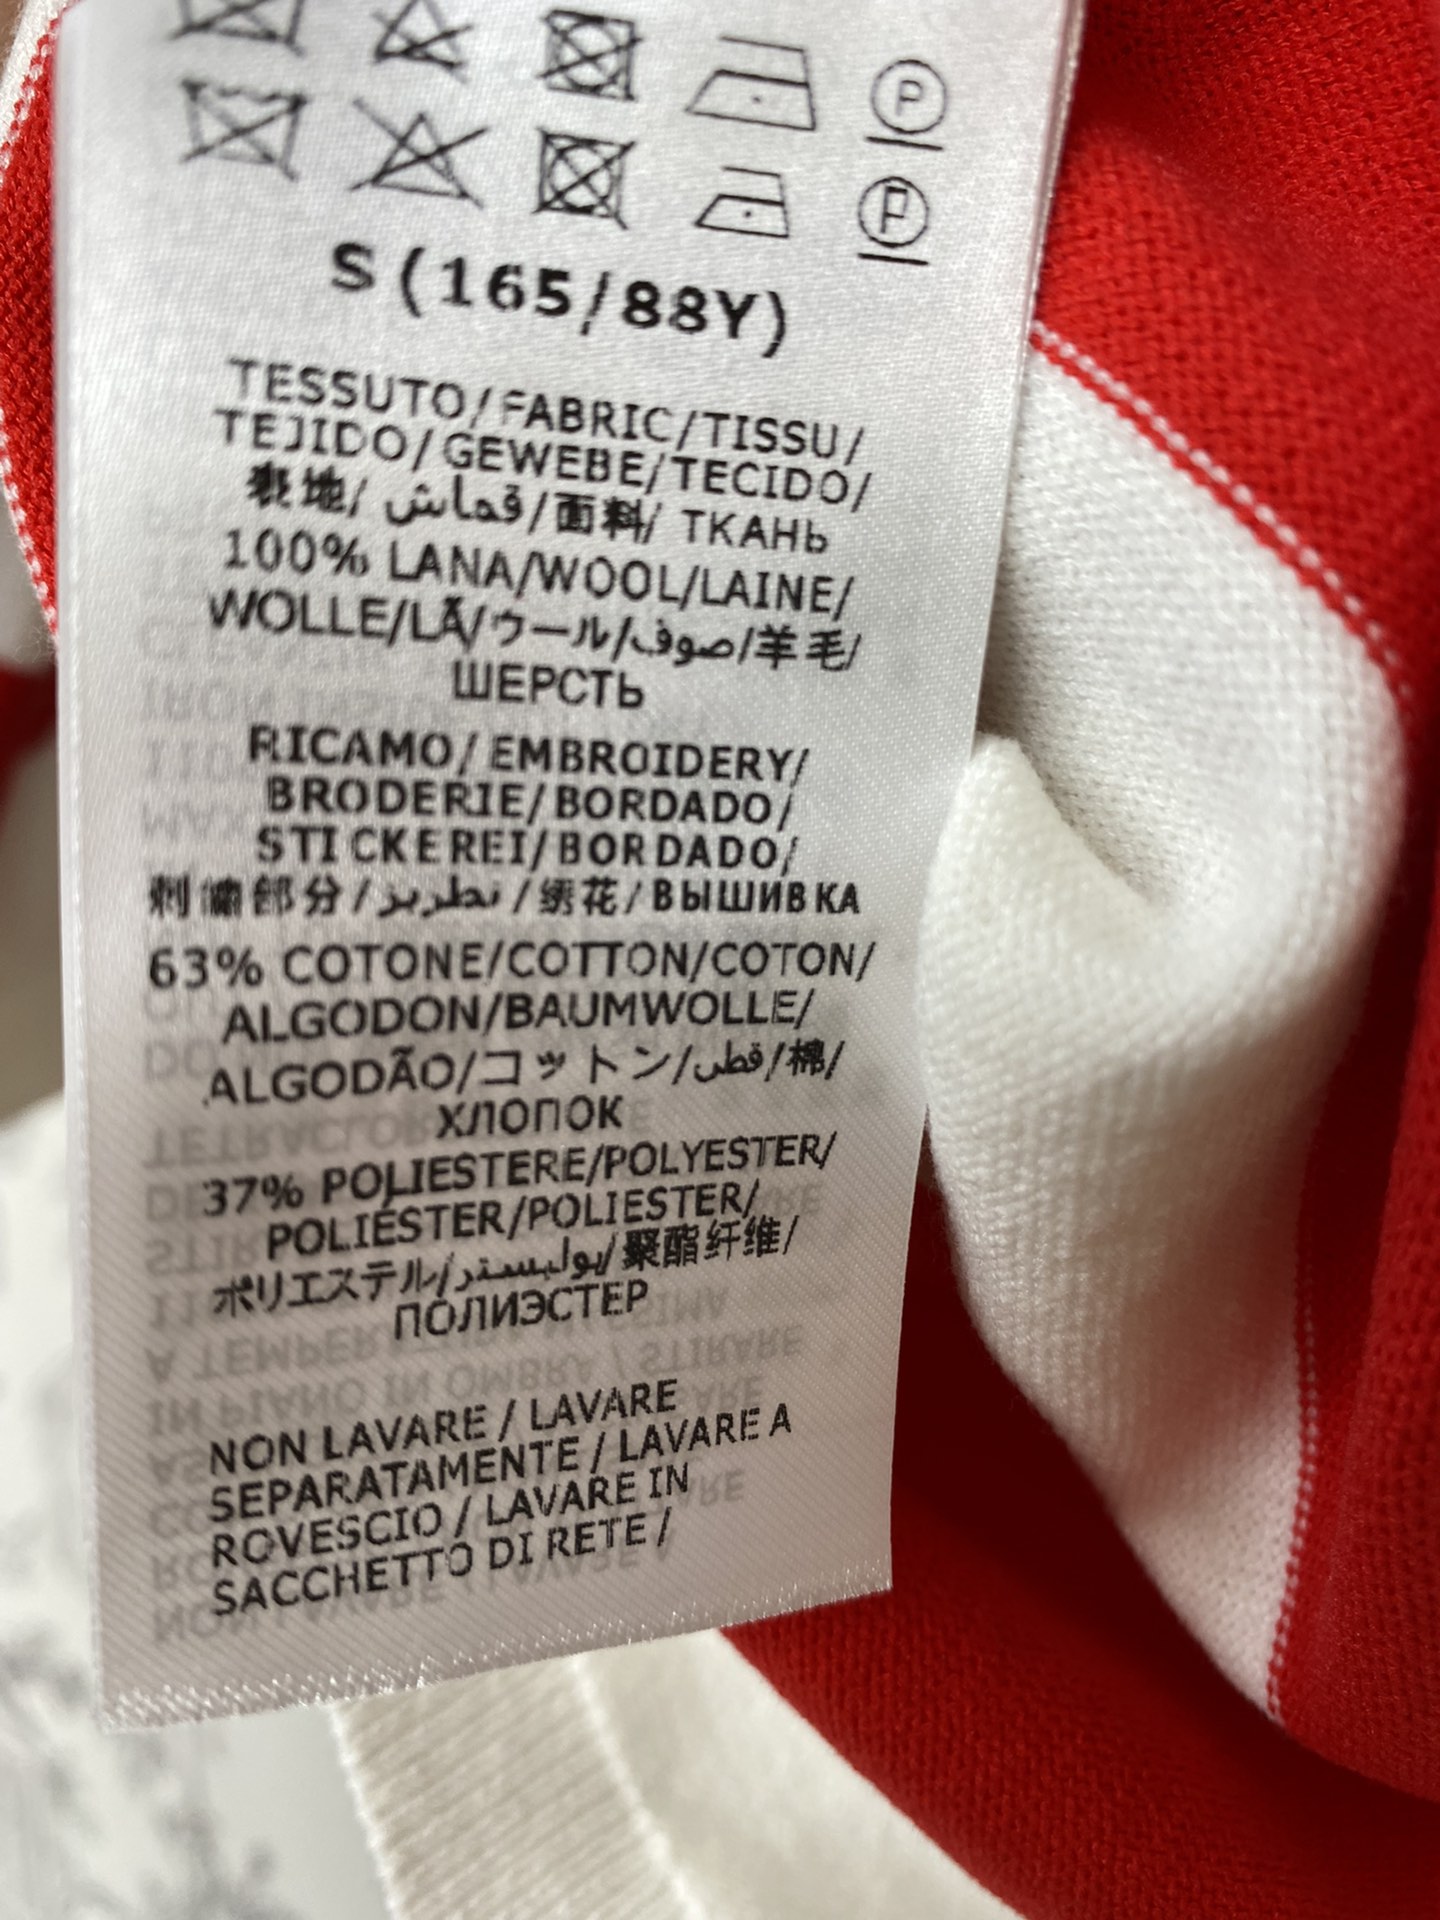 P
P
S (165/88Y)
TESSUTO/FABRIC/TISSU/
TEJIDO/GEWEBE/TECIDO/
表地/قماش/面料/ ТКАНЬ
100% LANA/WOOL/LAINE/
WOLLE/LÃ/ウール/صوف/羊毛/
ШЕРСТЬ
RICAMO/EMBROIDERY/
BRODERIE/BORDADO/
STICKEREI/BORDADO/
刺繍部分/تطريز/绣花/ВЫШИВКА
63% COTONE/COTTON/COTON/
ALGODON/BAUMWOLLE/
ALGODÃO/コットン/قطن/棉/
ХЛОПОК
37% POLIESTERE/POLYESTER/
POLIÉSTER/POLIESTER/
ポリエステル/بوليستر/聚酯纤维/
ПОЛИЭСТЕР
NON LAVARE / LAVARE
SEPARATAMENTE / LAVARE A
ROVESCIO / LAVARE IN
SACCHETTO DI RETE /